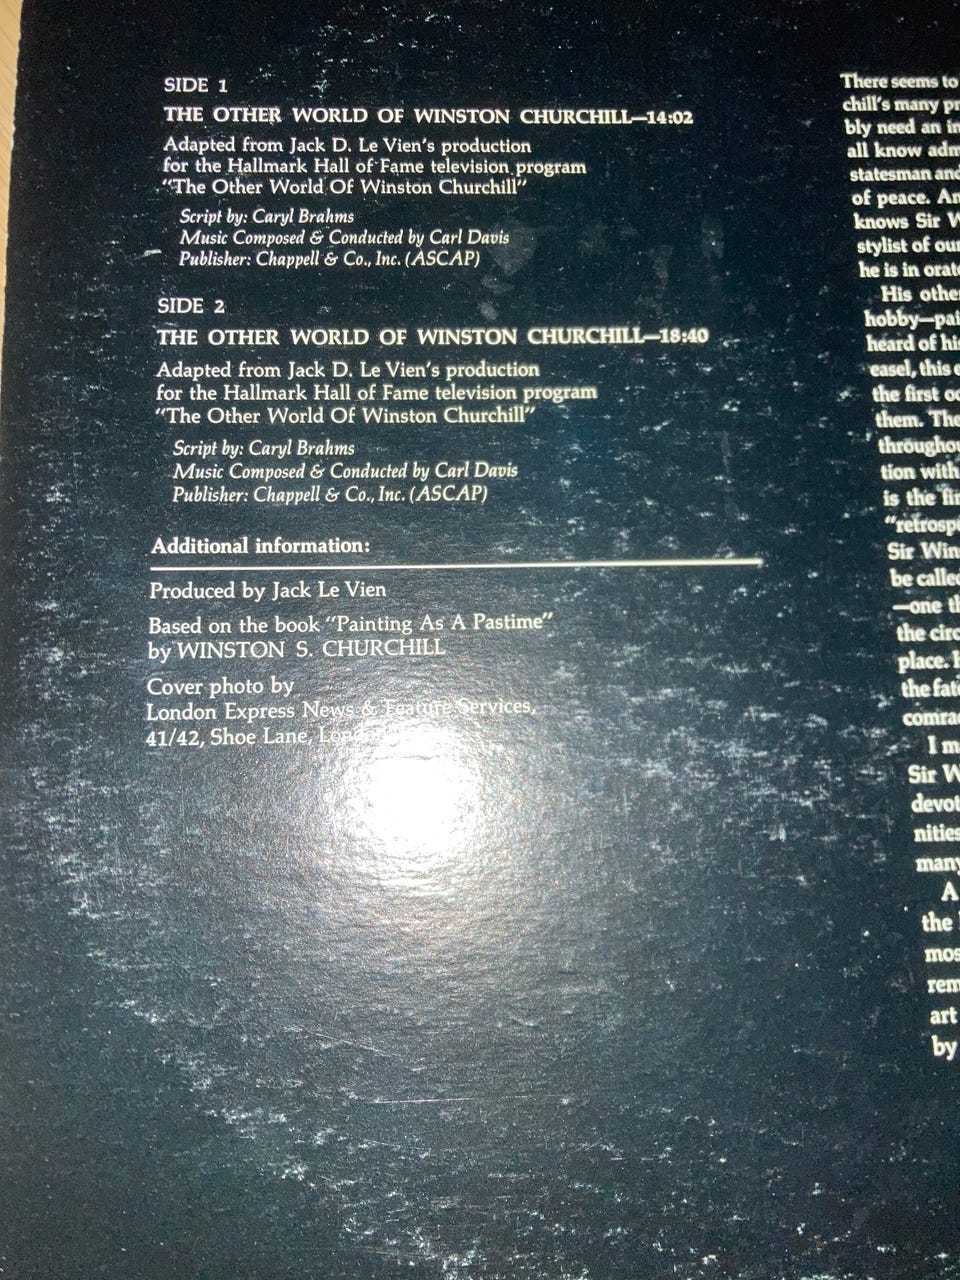 SIDE 1
THE OTHER WORLD OF WINSTON CHURCHILL—14:02
Adapted from Jack D. Le Vien's production
for the Hallmark Hall of Fame television program
"The Other World Of Winston Churchill"
Script by: Caryl Brahms
Music Composed & Conducted by Carl Davis
Publisher: Chappell & Co., Inc. (ASCAP)
SIDE 2
THE OTHER WORLD OF WINSTON CHURCHILL—18:40
Adapted from Jack D. Le Vien's production
for the Hallmark Hall of Fame television program
"The Other World Of Winston Churchill"
Script by: Caryl Brahms
Music Composed & Conducted by Carl Davis
Publisher: Chappell & Co., Inc. (ASCAP)
Additional information:
Produced by Jack Le Vien
Based on the book "Painting As A Pastime"
by WINSTON S. CHURCHILL
Cover photo by
London Express News & Feature Services,
41/42, Shoe Lane,
There seems to
chill's many
bly need an
all know
statesman and
of peace.
knows Sir
stylist of
he is in
His
hobby—
heard of
easel, this
the first
them.
tion with
is the
Sir
be
—one
the
place.
the
I
Sir
many
A
the
art
by